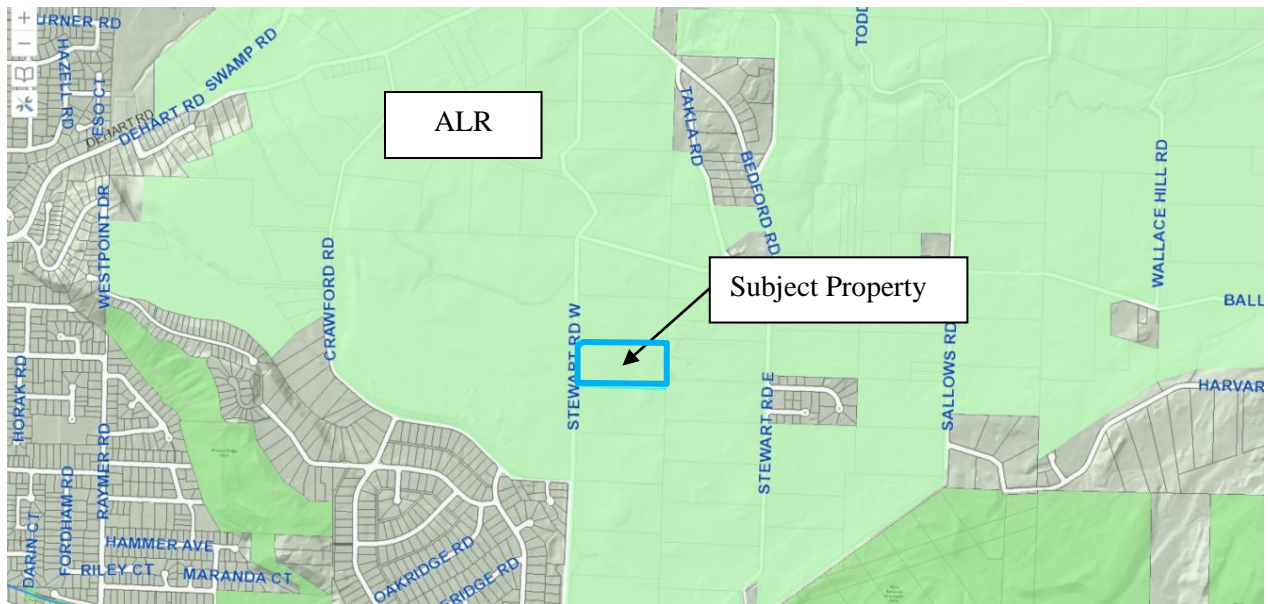 URNER RD
HAZELL RD
ESO CT
DEHART RD
DEHART RD
SWAMP RD
ALR
TODD
TAKLA RD
BEDFORD RD
WALLACE HILL RD
WESTPOINT DR
CRAWFORD RD
STEWART RD W
Subject Property
BALL
HORAK RD
RAYMER RD
FORDHAM RD
DARIN CT
STEWART RD E
SALLOWS RD
HARVAR
HAMMER AVE
RILEY CT
MARANDA CT
OAKRIDGE RD
ERIDGE RD